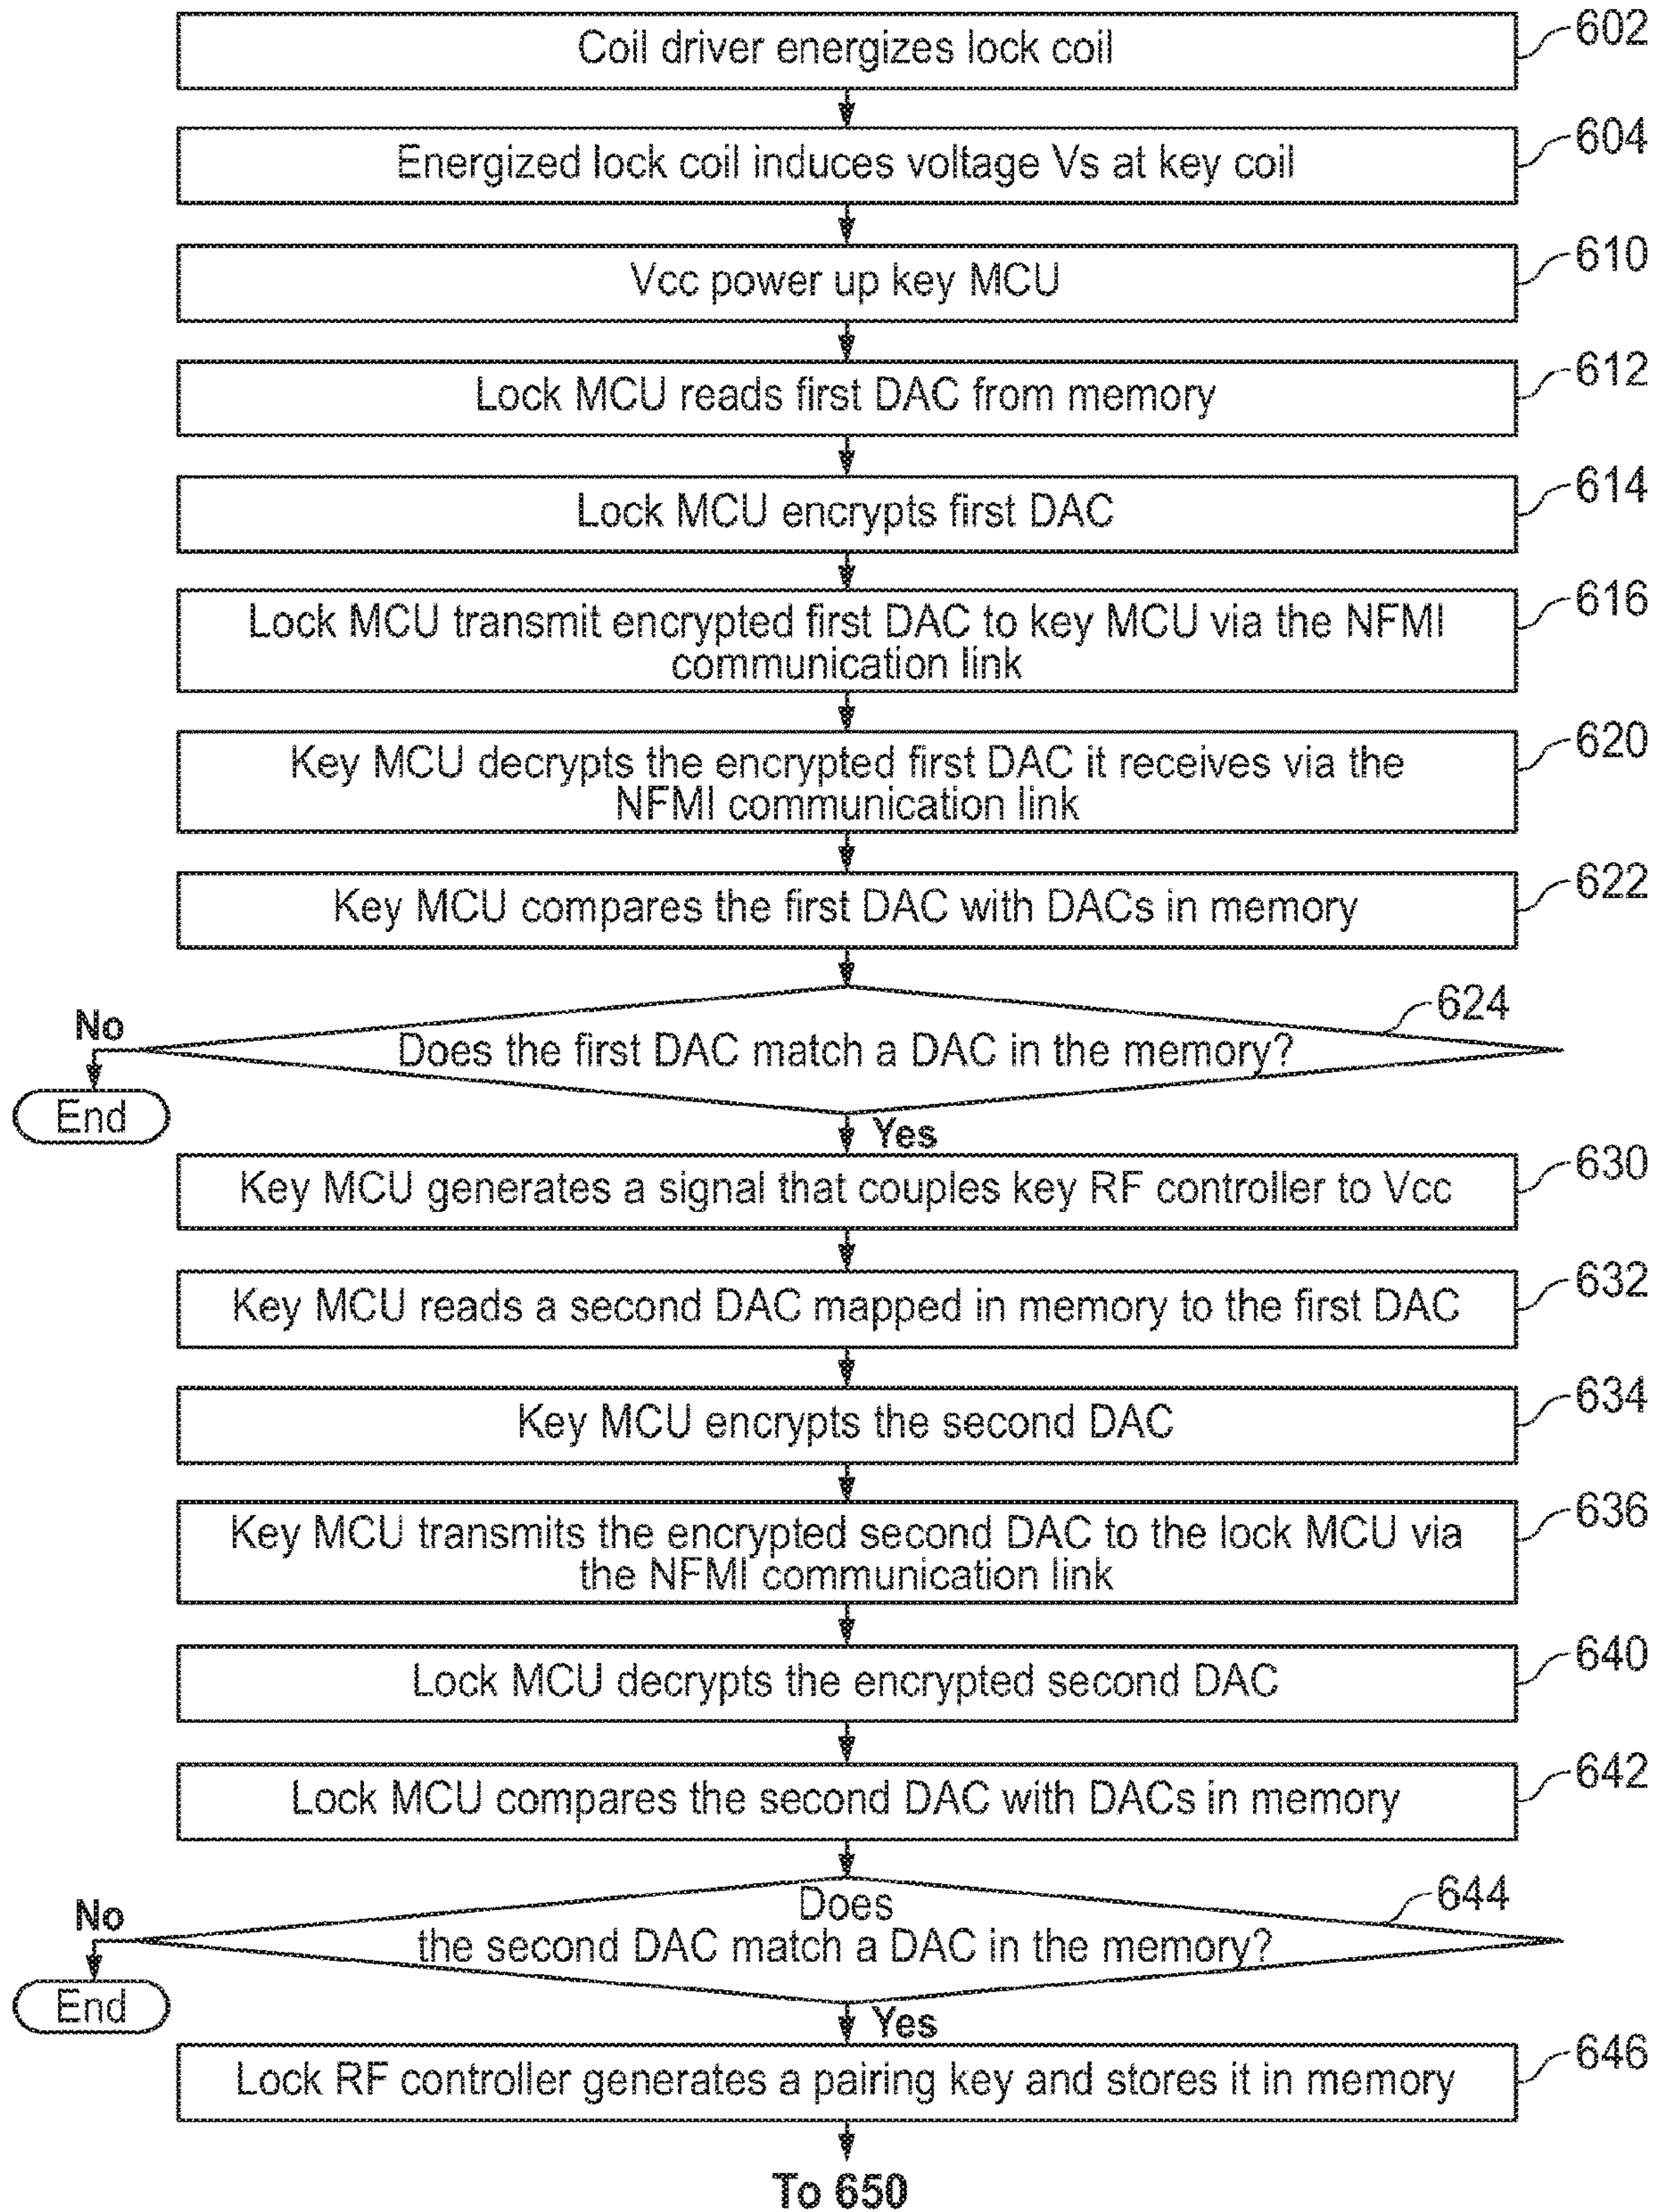 Coil driver energizes lock coil
602
Energized lock coil induces voltage Vs at key coil
604
Vcc power up key MCU
610
Lock MCU reads first DAC from memory
612
Lock MCU encrypts first DAC
614
Lock MCU transmit encrypted first DAC to key MCU via the NFMI
communication link
616
Key MCU decrypts the encrypted first DAC it receives via the
NFMI communication link
620
Key MCU compares the first DAC with DACs in memory
622
624
No
Does the first DAC match a DAC in the memory?
End
Yes
Key MCU generates a signal that couples key RF controller to Vcc
630
Key MCU reads a second DAC mapped in memory to the first DAC
632
Key MCU encrypts the second DAC
634
Key MCU transmits the encrypted second DAC to the lock MCU via
the NFMI communication link
636
Lock MCU decrypts the encrypted second DAC
640
Lock MCU compares the second DAC with DACs in memory
642
644
No
Does
the second DAC match a DAC in the memory?
End
Yes
Lock RF controller generates a pairing key and stores it in memory
646
To 650